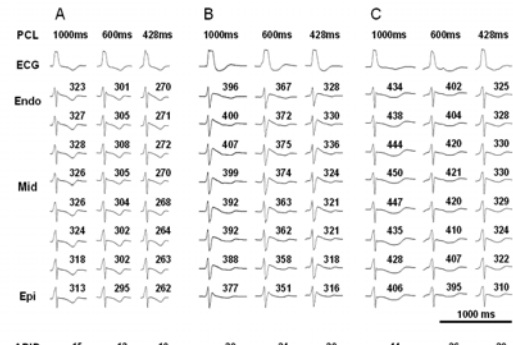 A B C
PCL 1000ms 600ms 428ms 1000ms 600ms 428ms 1000ms 600ms 428ms
ECG
Endo 323 301 270 396 367 328 434 402 325
327 305 271 400 372 330 438 404 328
328 308 272 407 375 336 444 420 330
Mid 326 305 270 399 374 324 450 421 330
326 304 268 392 363 321 447 420 329
324 302 264 392 362 321 435 410 324
318 302 263 388 358 318 428 407 322
Epi 313 295 262 377 351 316 406 395 310
1000 ms